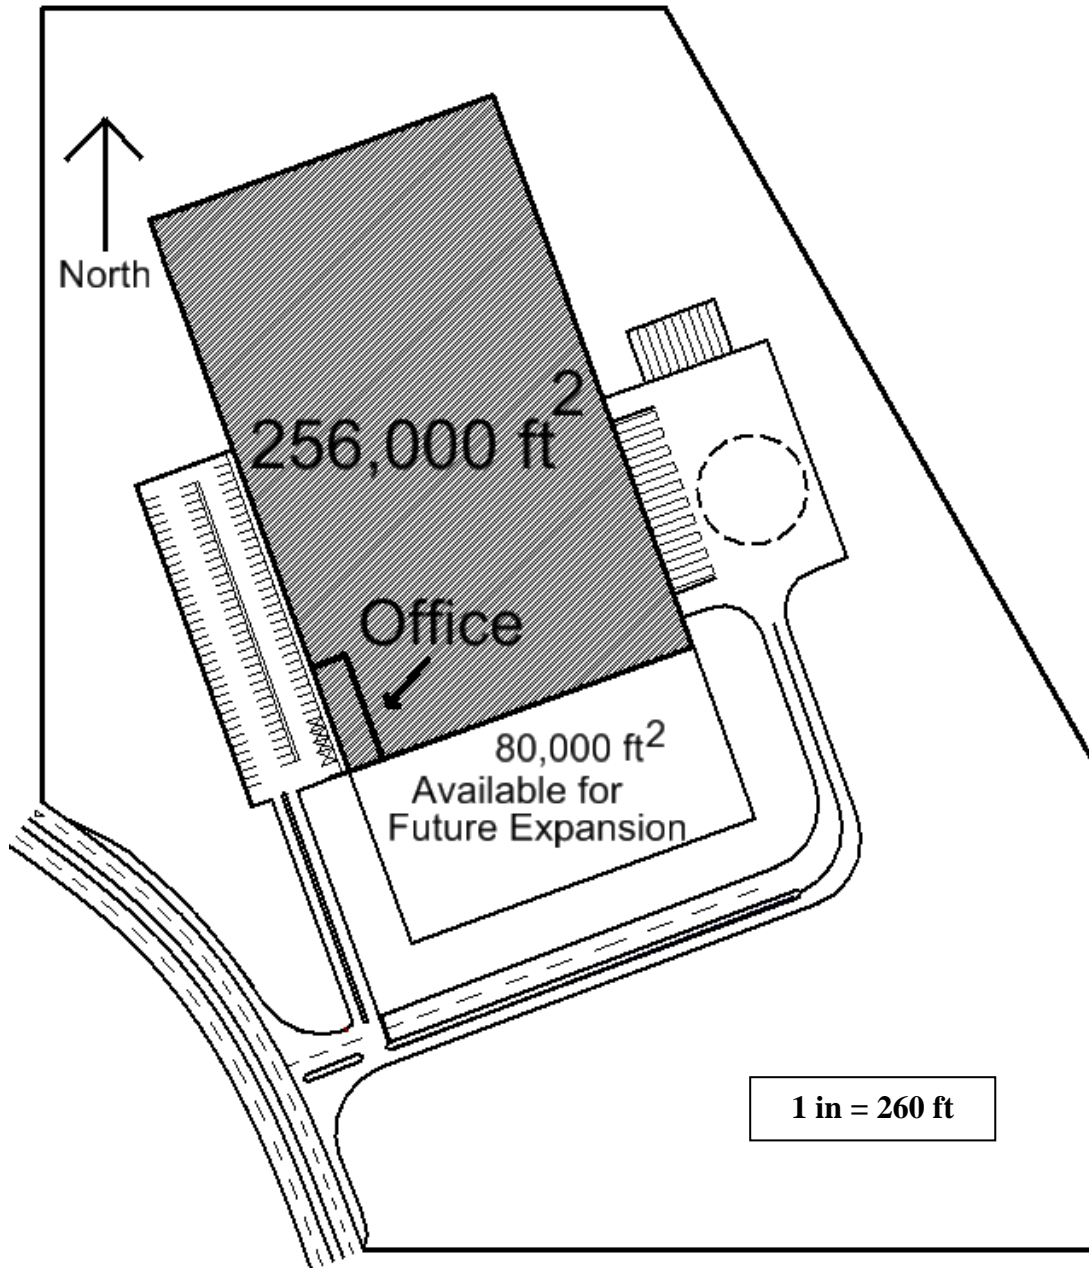 North
256,000 ft²
Office
80,000 ft²
Available for
Future Expansion
1 in = 260 ft